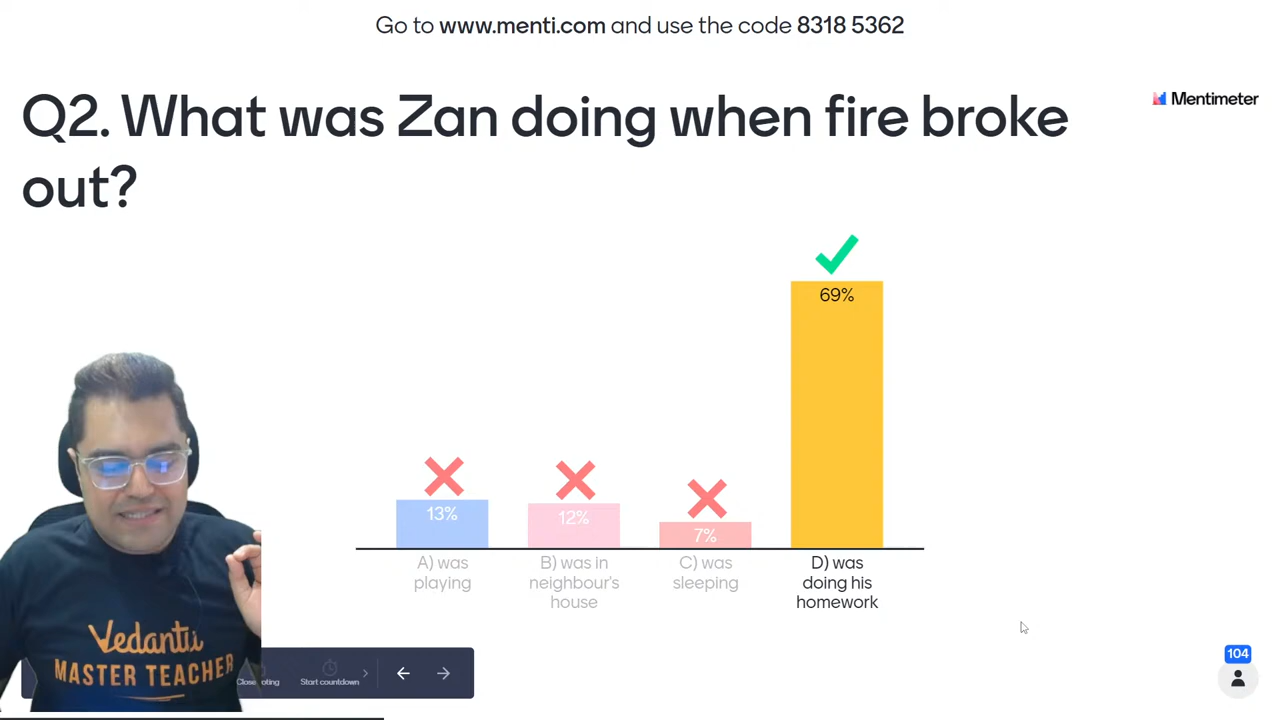 Go to www.menti.com and use the code 8318 5362
Mentimeter
Q2. What was Zan doing when fire broke
out?
69%
13%
12%
7%
A) was
playing
B) was in
neighbour's
house
C) was
sleeping
D) was
doing his
homework
Vedantu
MASTER TEACHER
Start countdown
104